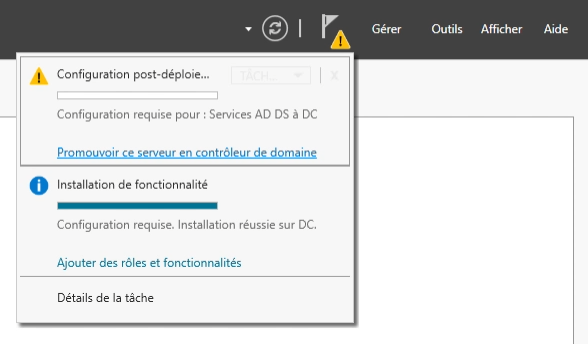 Gérer Outils Afficher Aide
Configuration post-déploie... TÂCH... X
Configuration requise pour : Services AD DS à DC
Promouvoir ce serveur en contrôleur de domaine
Installation de fonctionnalité
Configuration requise. Installation réussie sur DC.
Ajouter des rôles et fonctionnalités
Détails de la tâche